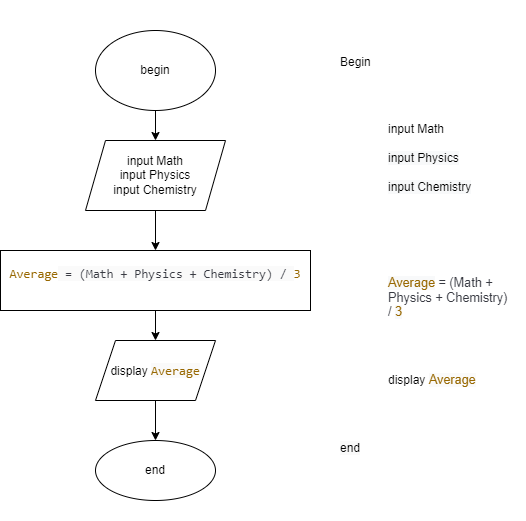 begin
input Math
input Physics
input Chemistry
Average = (Math + Physics + Chemistry) / 3
display Average
end
Begin
input Math
input Physics
input Chemistry
Average = (Math +
Physics + Chemistry)
/ 3
display Average
end